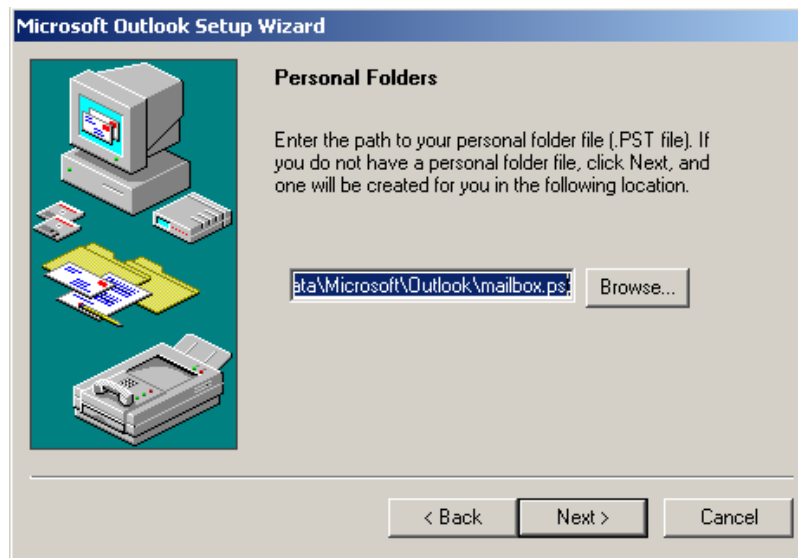 Microsoft Outlook Setup Wizard
Personal Folders
Enter the path to your personal folder file (.PST file). If
you do not have a personal folder file, click Next, and
one will be created for you in the following location.
ata\Microsoft\Outlook\mailbox.ps
Browse...
< Back
Next >
Cancel